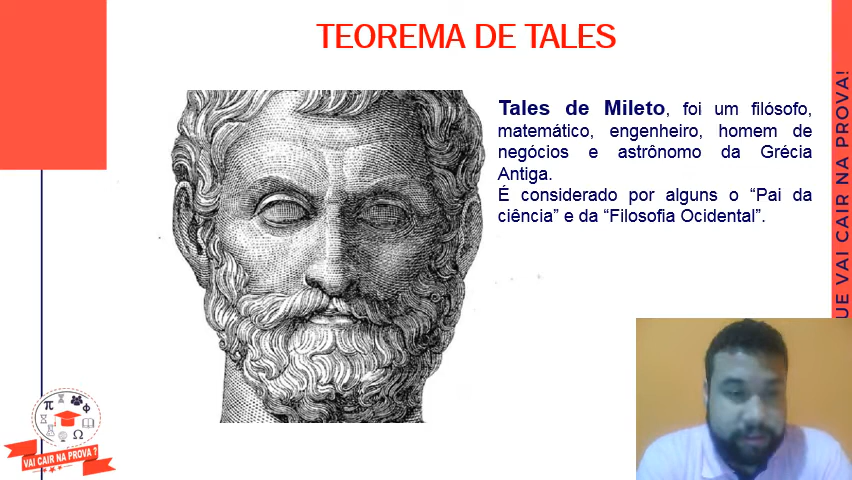 TEOREMA DE TALES
Tales de Mileto, foi um filósofo,
matemático, engenheiro, homem de
negócios e astrônomo da Grécia
Antiga.
É considerado por alguns o “Pai da
ciência” e da “Filosofia Ocidental”.
UE VAI CAIR NA PROVA!
π
Φ
Ω
VAI CAIR NA PROVA ?